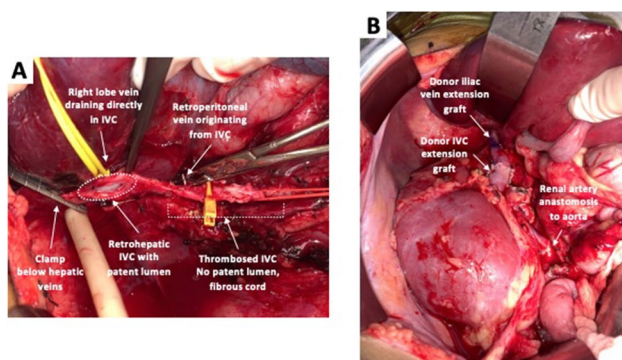 A
Right lobe vein
draining directly
in IVC
Retroperitoneal
vein originating
from IVC
Clamp
below hepatic
veins
Retrohepatic
IVC with
patent lumen
Thrombosed IVC
No patent lumen,
fibrous cord
B
Donor iliac
vein extension
graft
Donor IVC
extension
graft
Renal artery
anastomosis
to aorta